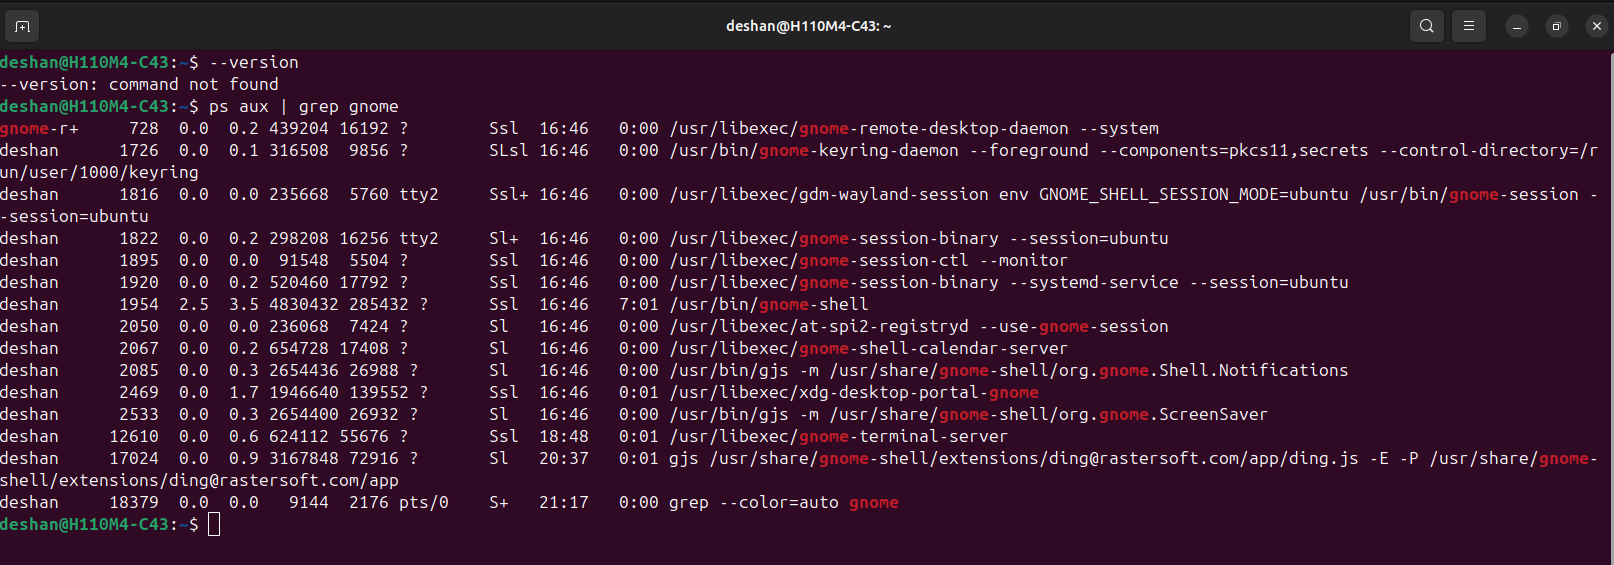 deshan@H110M4-C43: ~
deshan@H110M4-C43:~$ --version
--version: command not found
deshan@H110M4-C43:~$ ps aux | grep gnome
gnome-r+     728  0.0  0.2 439204 16192 ?        Ssl  16:46   0:00 /usr/libexec/gnome-remote-desktop-daemon --system
deshan      1726  0.0  0.1 316508  9856 ?        SLsl 16:46   0:00 /usr/bin/gnome-keyring-daemon --foreground --components=pkcs11,secrets --control-directory=/r
un/user/1000/keyring
deshan      1816  0.0  0.0 235668  5760 tty2     Ssl+ 16:46   0:00 /usr/libexec/gdm-wayland-session env GNOME_SHELL_SESSION_MODE=ubuntu /usr/bin/gnome-session -
-session=ubuntu
deshan      1822  0.0  0.2 298208 16256 tty2     Sl+  16:46   0:00 /usr/libexec/gnome-session-binary --session=ubuntu
deshan      1895  0.0  0.0  91548  5504 ?        Ssl  16:46   0:00 /usr/libexec/gnome-session-ctl --monitor
deshan      1920  0.0  0.2 520460 17792 ?        Ssl  16:46   0:00 /usr/libexec/gnome-session-binary --systemd-service --session=ubuntu
deshan      1954  2.5  3.5 4830432 285432 ?      Ssl  16:46   7:01 /usr/bin/gnome-shell
deshan      2050  0.0  0.0 236068  7424 ?        Sl   16:46   0:00 /usr/libexec/at-spi2-registryd --use-gnome-session
deshan      2067  0.0  0.2 654728 17408 ?        Sl   16:46   0:00 /usr/libexec/gnome-shell-calendar-server
deshan      2085  0.0  0.3 2654436 26988 ?       Sl   16:46   0:00 /usr/bin/gjs -m /usr/share/gnome-shell/org.gnome.Shell.Notifications
deshan      2469  0.0  1.7 1946640 139552 ?      Ssl  16:46   0:01 /usr/libexec/xdg-desktop-portal-gnome
deshan      2533  0.0  0.3 2654400 26932 ?       Sl   16:46   0:00 /usr/bin/gjs -m /usr/share/gnome-shell/org.gnome.ScreenSaver
deshan     12610  0.0  0.6 624112 55676 ?        Ssl  18:48   0:01 /usr/libexec/gnome-terminal-server
deshan     17024  0.0  0.9 3167848 72916 ?       Sl   20:37   0:01 gjs /usr/share/gnome-shell/extensions/ding@rastersoft.com/app/ding.js -E -P /usr/share/gnome-
shell/extensions/ding@rastersoft.com/app
deshan     18379  0.0  0.0   9144  2176 pts/0    S+   21:17   0:00 grep --color=auto gnome
deshan@H110M4-C43:~$